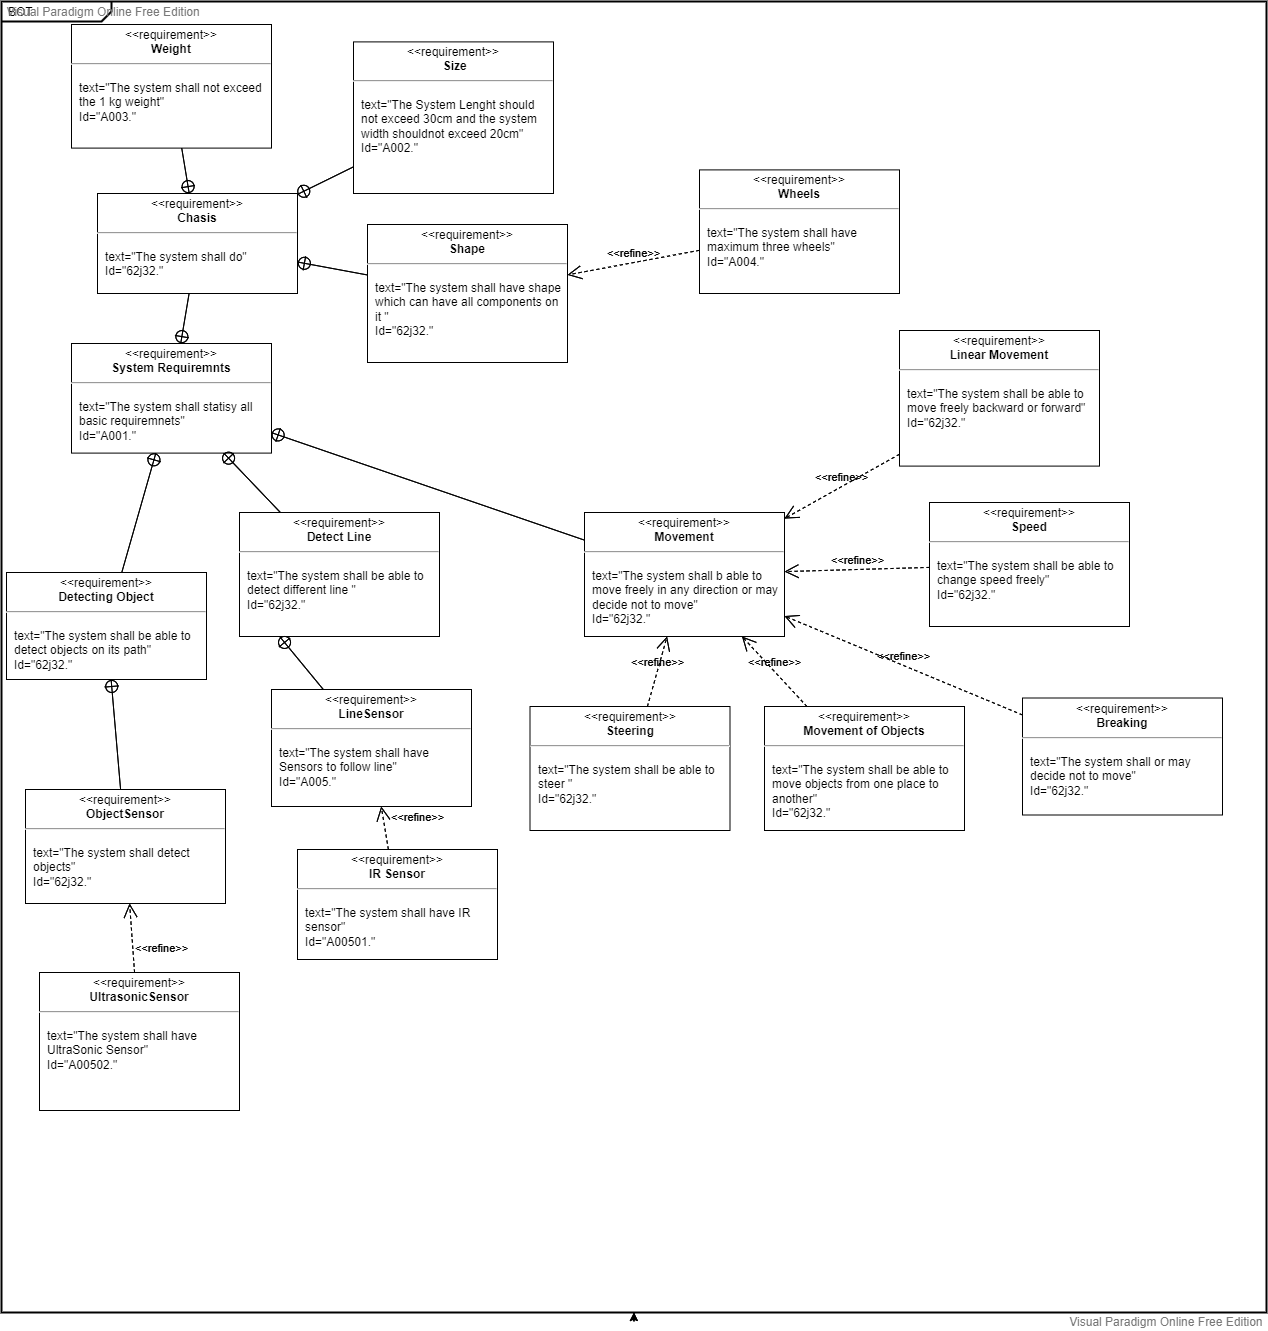 BOT
Visual Paradigm Online Free Edition
<<requirement>>
Weight
text="The system shall not exceed
the 1 kg weight"
Id="A003."
<<requirement>>
Size
text="The System Lenght should
not exceed 30cm and the system
width shouldnot exceed 20cm"
Id="A002."
<<requirement>>
Chasis
text="The system shall do"
Id="62j32."
<<requirement>>
Shape
text="The system shall have shape
which can have all components on
it "
Id="62j32."
<<refine>>
<<requirement>>
Wheels
text="The system shall have
maximum three wheels"
Id="A004."
<<requirement>>
System Requiremnts
text="The system shall statisy all
basic requiremnets"
Id="A001."
<<requirement>>
Linear Movement
text="The system shall be able to
move freely backward or forward"
Id="62j32."
<<refine>>
<<requirement>>
Detect Line
text="The system shall be able to
detect different line "
Id="62j32."
<<requirement>>
Movement
text="The system shall b able to
move freely in any direction or may
decide not to move"
Id="62j32."
<<refine>>
<<requirement>>
Speed
text="The system shall be able to
change speed freely"
Id="62j32."
<<requirement>>
Detecting Object
text="The system shall be able to
detect objects on its path"
Id="62j32."
<<refine>>
<<refine>>
<<refine>>
<<requirement>>
LineSensor
text="The system shall have
Sensors to follow line"
Id="A005."
<<requirement>>
Steering
text="The system shall be able to
steer "
Id="62j32."
<<requirement>>
Movement of Objects
text="The system shall be able to
move objects from one place to
another"
Id="62j32."
<<requirement>>
Breaking
text="The system shall or may
decide not to move"
Id="62j32."
<<requirement>>
ObjectSensor
text="The system shall detect
objects"
Id="62j32."
<<refine>>
<<requirement>>
IR Sensor
text="The system shall have IR
sensor"
Id="A00501."
<<refine>>
<<requirement>>
UltrasonicSensor
text="The system shall have
UltraSonic Sensor"
Id="A00502."
Visual Paradigm Online Free Edition